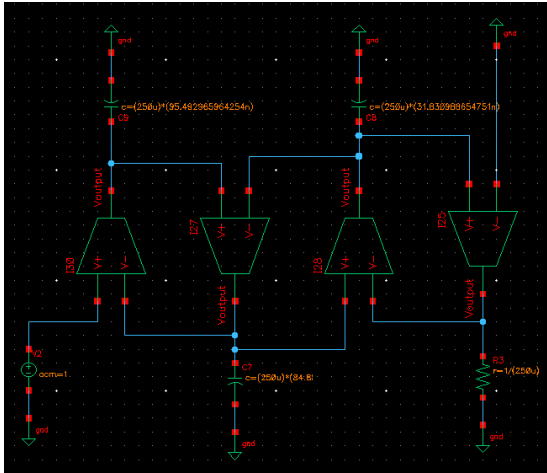 gnd
gnd
gnd
c=(250u)*(95.492965964254n)
C9
c=(250u)*(31.830988654751n)
C8
Voutput
I27
V+
V-
Voutput
I25
V+
V-
I30
V+
V-
Voutput
I28
V+
V-
Voutput
V2
acm=1
C7
c=(250u)*(84.8)
R3
r=1/(250u)
gnd
gnd
gnd